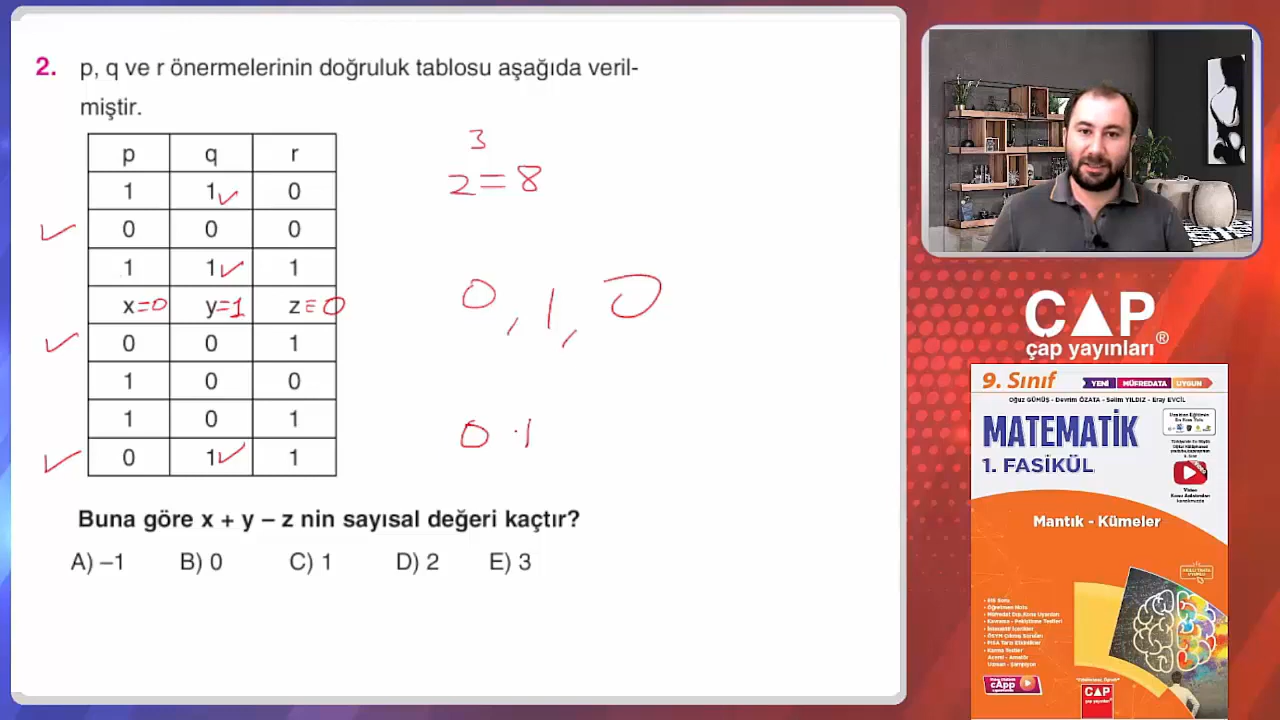 2. p, q ve r önermelerinin doğruluk tablosu aşağıda veril-
miştir.
p q r
1 1 0
0 0 0
1 1 1
x=0 y=1 z=0
0 0 1
1 0 0
1 0 1
0 1 1
3
2=8
0, 1, 0
0·1
Buna göre x + y – z nin sayısal değeri kaçtır?
A) –1 B) 0 C) 1 D) 2 E) 3
ÇAP
çap yayınları®
9. Sınıf
YENİ MÜFREDATA UYGUN
Oğuz GÜMÜŞ - Devrim ÖZATA - Selim YILDIZ - Eray EVCİL
MATEMATİK
1. FASİKÜL
Mantık - Kümeler
ÇAP